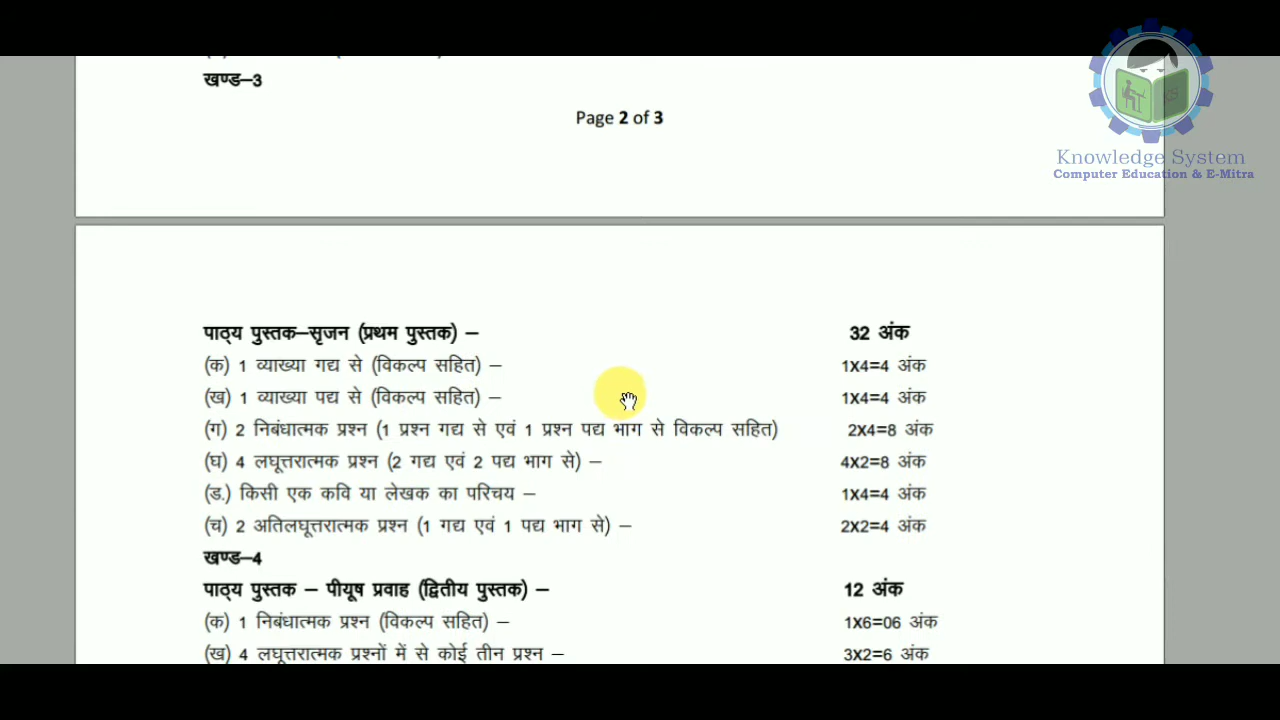 खण्ड–3
Page 2 of 3
Knowledge System
Computer Education & E-Mitra
पाठ्य पुस्तक–सृजन (प्रथम पुस्तक) – 32 अंक
(क) 1 व्याख्या गद्य से (विकल्प सहित) – 1x4=4 अंक
(ख) 1 व्याख्या पद्य से (विकल्प सहित) – 1x4=4 अंक
(ग) 2 निबंधात्मक प्रश्न (1 प्रश्न गद्य से एवं 1 प्रश्न पद्य भाग से विकल्प सहित) 2x4=8 अंक
(घ) 4 लघूत्तरात्मक प्रश्न (2 गद्य एवं 2 पद्य भाग से) – 4x2=8 अंक
(ड.) किसी एक कवि या लेखक का परिचय – 1x4=4 अंक
(च) 2 अतिलघूत्तरात्मक प्रश्न (1 गद्य एवं 1 पद्य भाग से) – 2x2=4 अंक
खण्ड–4
पाठ्य पुस्तक – पीयूष प्रवाह (द्वितीय पुस्तक) – 12 अंक
(क) 1 निबंधात्मक प्रश्न (विकल्प सहित) – 1x6=06 अंक
(ख) 4 लघूत्तरात्मक प्रश्नों में से कोई तीन प्रश्न – 3x2=6 अंक